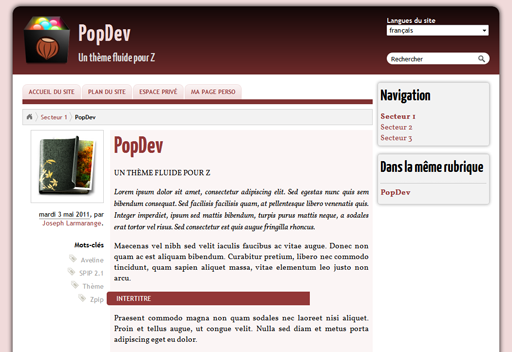 PopDev
Un thème fluide pour Z
Langues du site
français
Rechercher
ACCUEIL DU SITE
PLAN DU SITE
ESPACE PRIVÉ
MA PAGE PERSO
Secteur 1
PopDev
mardi 3 mai 2011, par
Joseph Larmarange.
Mots-clés
Aveline
SPIP 2.1
Thème
Zpip
PopDev
UN THÈME FLUIDE POUR Z
Lorem ipsum dolor sit amet, consectetur adipiscing elit. Sed egestas nunc quis sem
bibendum consequat. Sed facilisis facilisis quam, at pellentesque libero venenatis quis.
Integer imperdiet, ipsum sed mattis bibendum, turpis purus mattis neque, a sodales
erat tortor vel risus. Sed consectetur est quis augue fringilla rhoncus.
Maecenas vel nibh sed velit iaculis faucibus ac vitae augue. Donec non
quam ac est aliquam bibendum. Curabitur pretium, libero nec commodo
tincidunt, quam sapien aliquet massa, vitae elementum leo justo non
arcu.
INTERTITRE
Praesent commodo magna non quam sodales nec laoreet nisi aliquet.
Proin et tellus augue, ut congue velit. Nulla sed diam et metus porta
adipiscing eget eu dolor.
Navigation
Secteur 1
Secteur 2
Secteur 3
Dans la même rubrique
PopDev